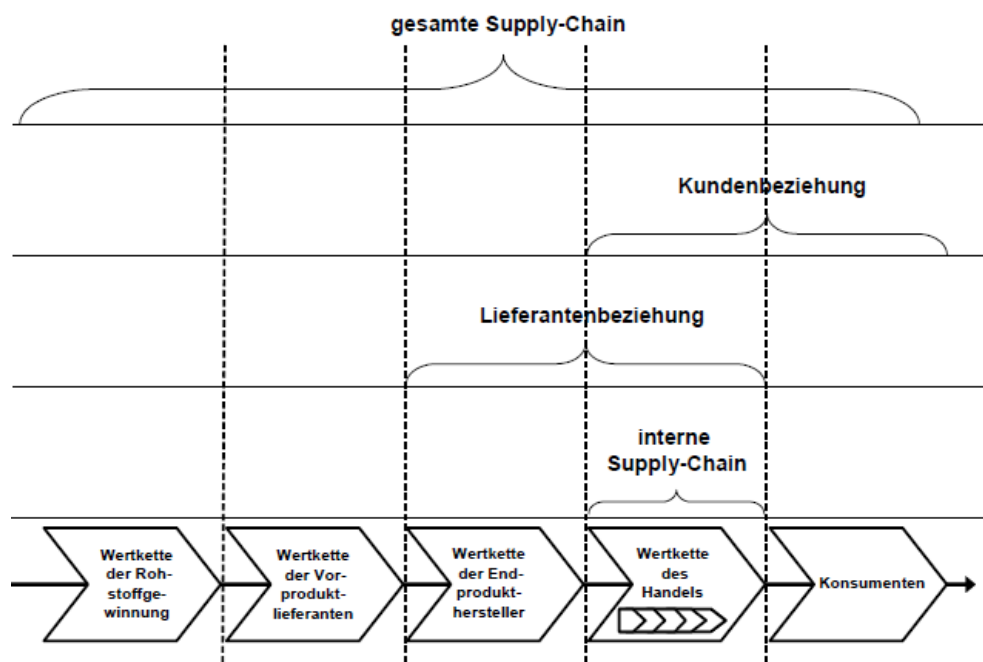 gesamte Supply-Chain
Kundenbeziehung
Lieferantenbeziehung
interne
Supply-Chain
Wertkette
der Roh-
stoffge-
winnung
Wertkette
der Vor-
produkt-
lieferanten
Wertkette
der End-
produkt-
hersteller
Wertkette
des
Handels
Konsumenten